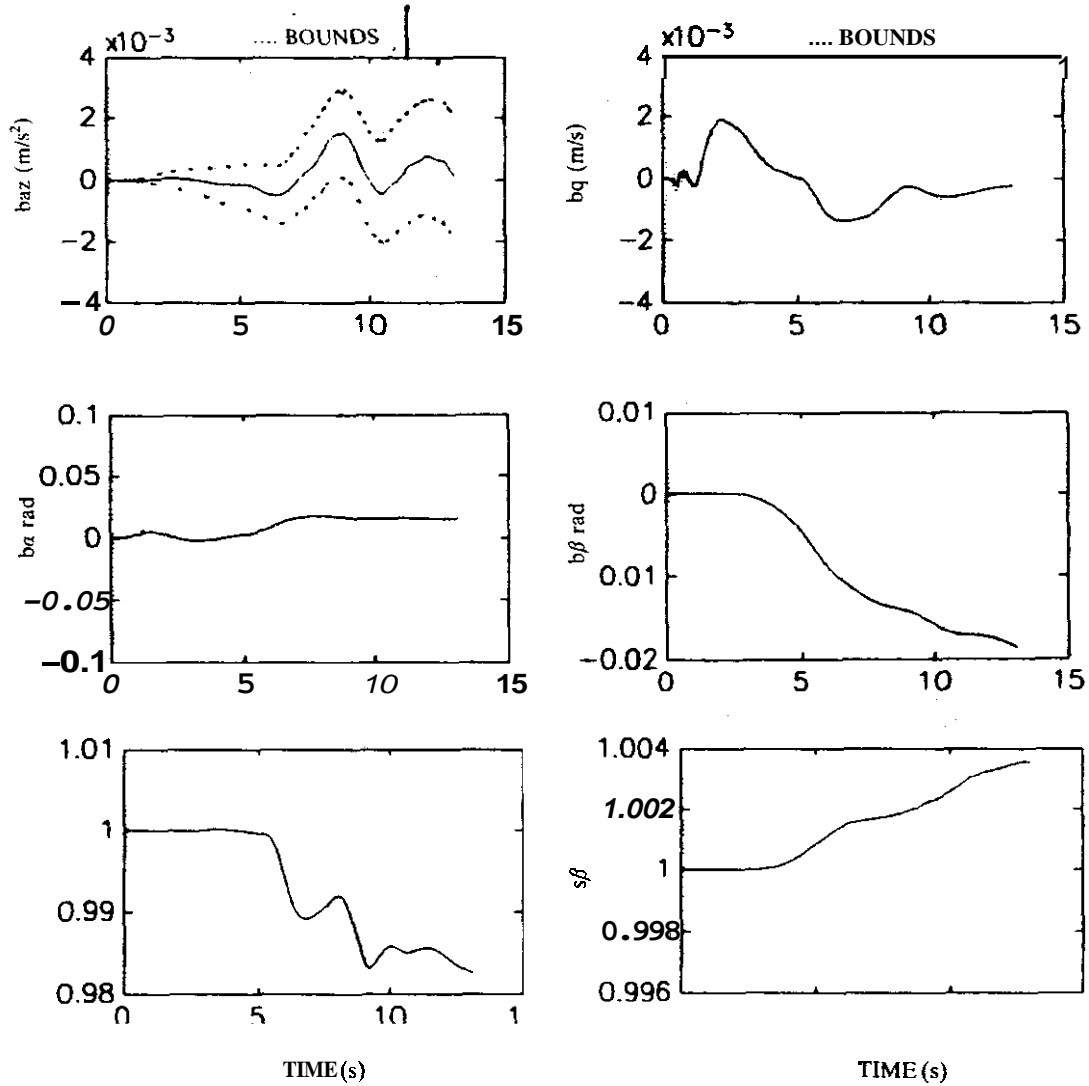 x10⁻³ .... BOUNDS
4
2
0
−2
−4
baz (m/s²)
0 5 10 15
x10⁻³ .... BOUNDS
4
2
0
−2
−4
bq (m/s)
0 5 10 15
0.1
0.05
0
−0.05
−0.1
bα rad
0 5 10 15
0.01
0
0.01
−0.02
bβ rad
0 5 10 15
1.01
1
0.99
0.98
0 5 10 1
TIME (s)
1.004
1.002
1
0.998
0.996
sβ
TIME (s)